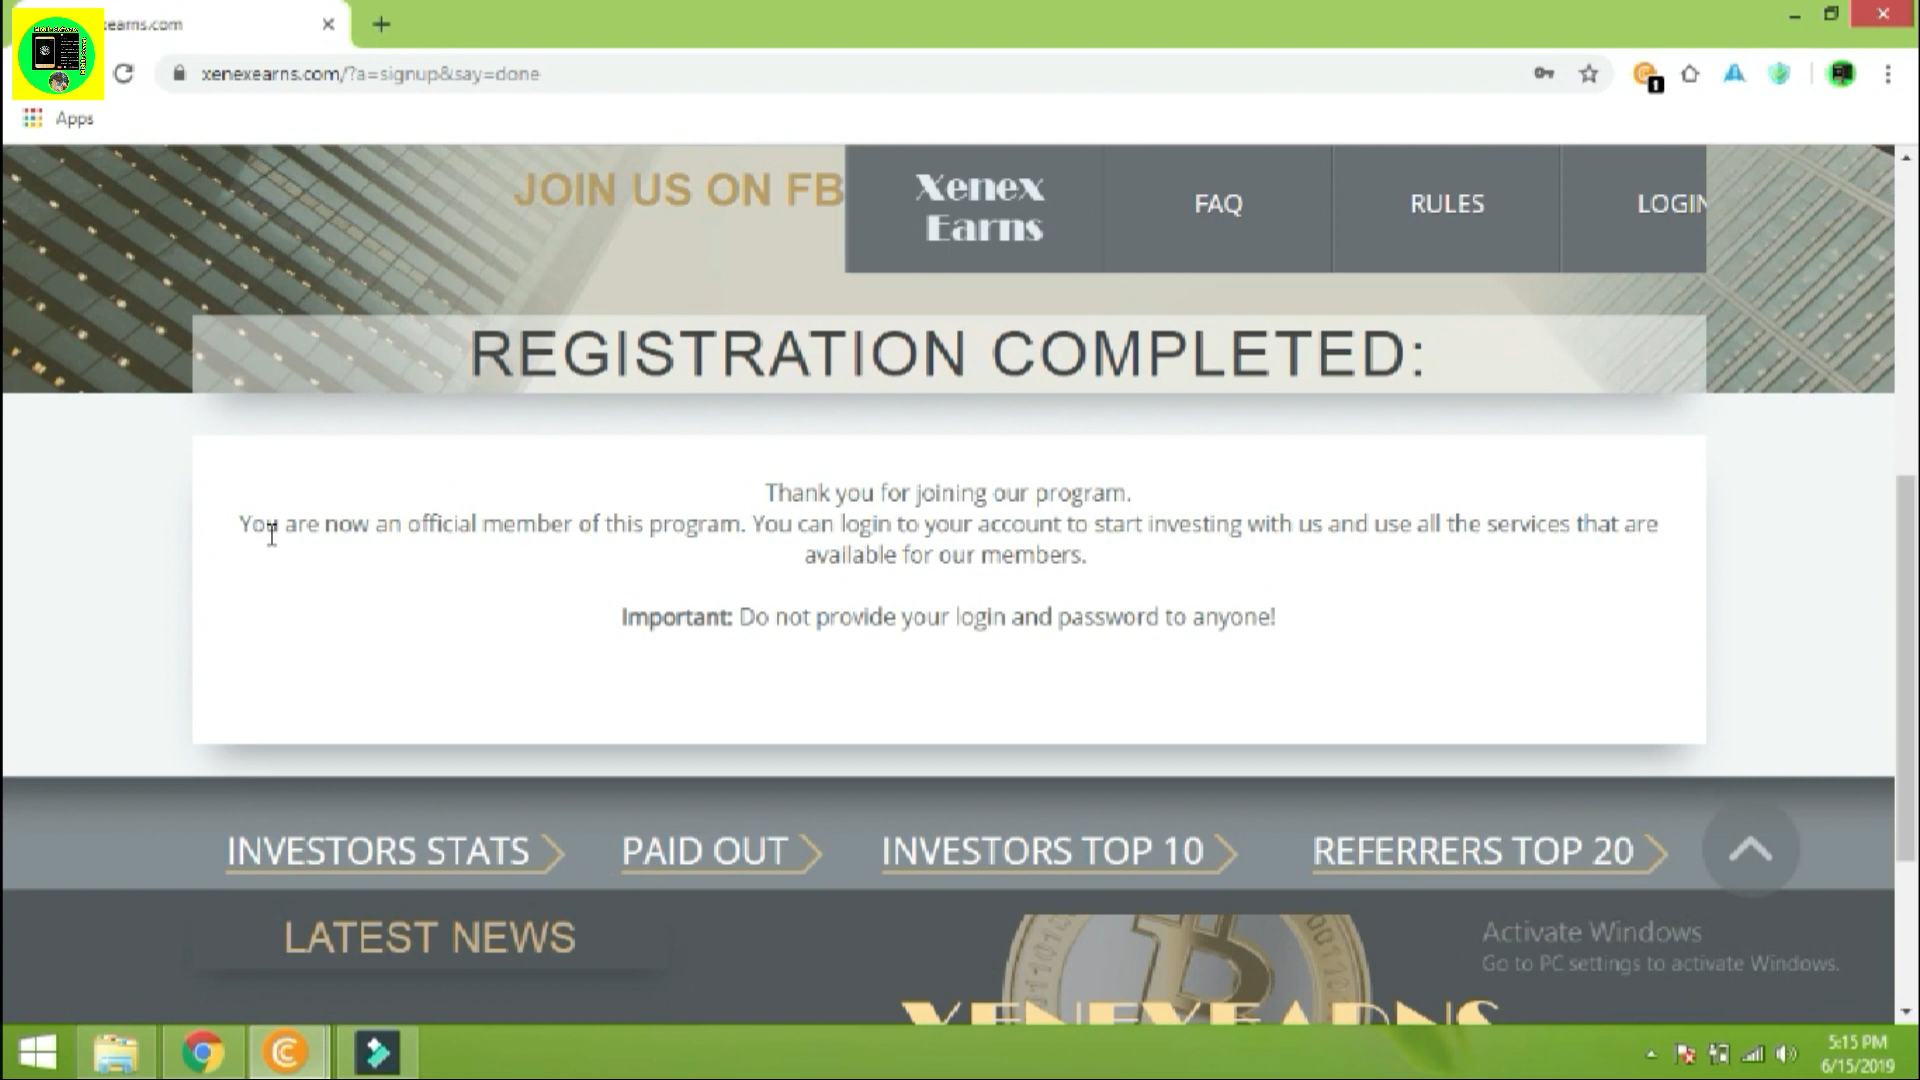 earns.com
xenexearns.com/?a=signup&say=done
1
Apps
JOIN US ON FB
Xenex
Earns
FAQ
RULES
LOGIN
REGISTRATION COMPLETED:
Thank you for joining our program.
You are now an official member of this program. You can login to your account to start investing with us and use all the services that are
available for our members.
Important: Do not provide your login and password to anyone!
INVESTORS STATS
PAID OUT
INVESTORS TOP 10
REFERRERS TOP 20
LATEST NEWS
Activate Windows
Go to PC settings to activate Windows.
XENEXEARNS
5:15 PM
6/15/2019